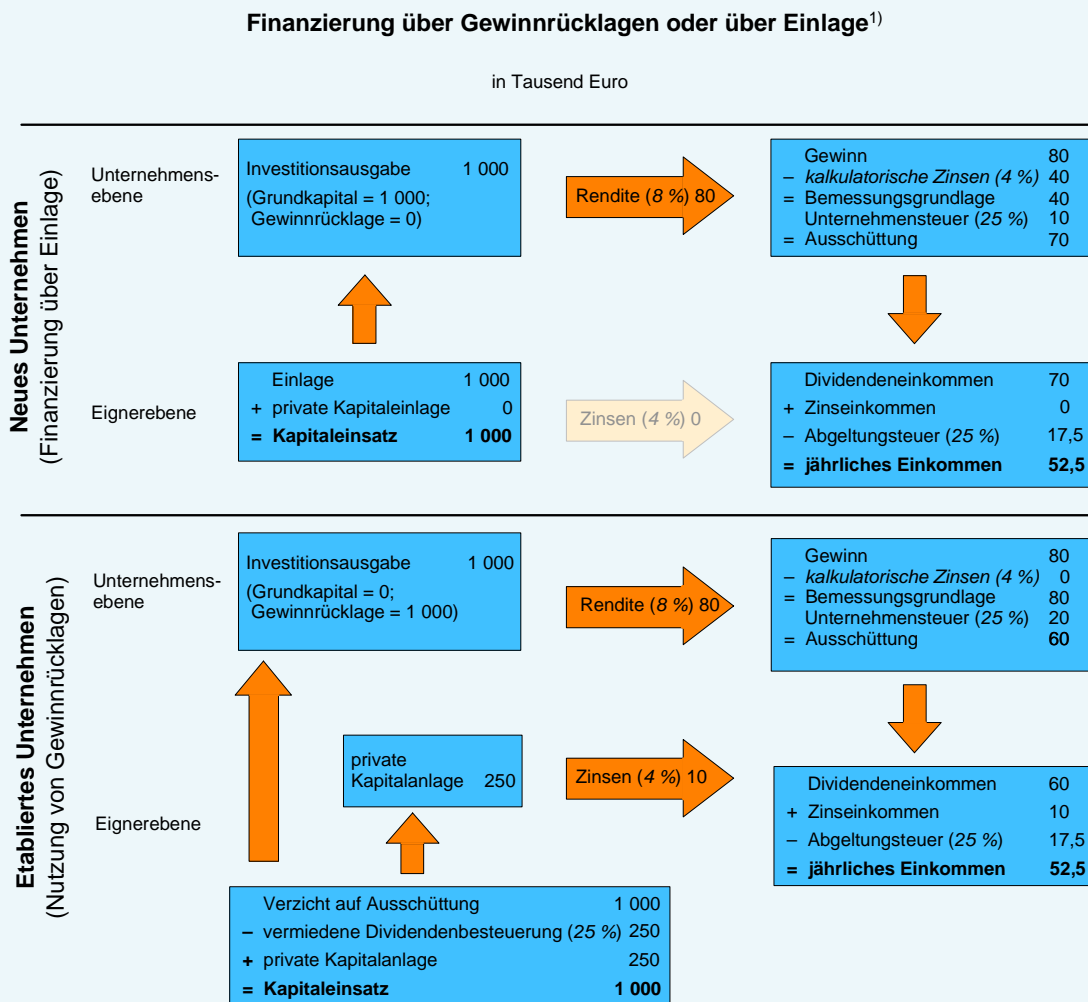 Finanzierung über Gewinnrücklagen oder über Einlage1)
in Tausend Euro
Neues Unternehmen
(Finanzierung über Einlage)
Unternehmens-
ebene
Investitionsausgabe 1 000
(Grundkapital = 1 000;
Gewinnrücklage = 0)
Rendite (8 %) 80
Gewinn 80
– kalkulatorische Zinsen (4 %) 40
= Bemessungsgrundlage 40
Unternehmensteuer (25 %) 10
= Ausschüttung 70
Eignerebene
Einlage 1 000
+ private Kapitaleinlage 0
= Kapitaleinsatz 1 000
Zinsen (4 %) 0
Dividendeneinkommen 70
+ Zinseinkommen 0
– Abgeltungsteuer (25 %) 17,5
= jährliches Einkommen 52,5
Etabliertes Unternehmen
(Nutzung von Gewinnrücklagen)
Unternehmens-
ebene
Investitionsausgabe 1 000
(Grundkapital = 0;
Gewinnrücklage = 1 000)
Rendite (8 %) 80
Gewinn 80
– kalkulatorische Zinsen (4 %) 0
= Bemessungsgrundlage 80
Unternehmensteuer (25 %) 20
= Ausschüttung 60
Eignerebene
private
Kapitalanlage 250
Zinsen (4 %) 10
Dividendeneinkommen 60
+ Zinseinkommen 10
– Abgeltungsteuer (25 %) 17,5
= jährliches Einkommen 52,5
Verzicht auf Ausschüttung 1 000
– vermiedene Dividendenbesteuerung (25 %) 250
+ private Kapitalanlage 250
= Kapitaleinsatz 1 000